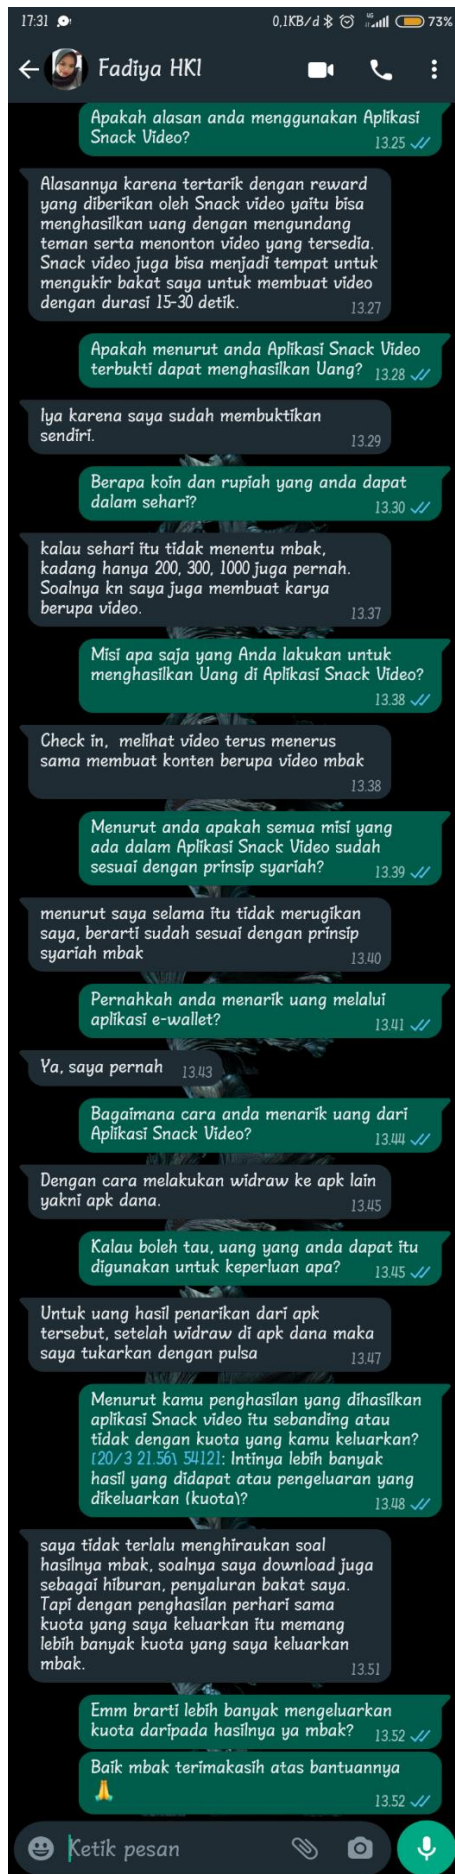 17:31 0,1KB/d 73%
Fadiya HKI
Apakah alasan anda menggunakan Aplikasi
Snack Video? 13.25
Alasannya karena tertarik dengan reward
yang diberikan oleh Snack video yaitu bisa
menghasilkan uang dengan mengundang
teman serta menonton video yang tersedia.
Snack video juga bisa menjadi tempat untuk
mengukir bakat saya untuk membuat video
dengan durasi 15-30 detik. 13.27
Apakah menurut anda Aplikasi Snack Video
terbukti dapat menghasilkan Uang? 13.28
Iya karena saya sudah membuktikan
sendiri. 13.29
Berapa koin dan rupiah yang anda dapat
dalam sehari? 13.30
kalau sehari itu tidak menentu mbak,
kadang hanya 200, 300, 1000 juga pernah.
Soalnya kn saya juga membuat karya
berupa video. 13.37
Misi apa saja yang Anda lakukan untuk
menghasilkan Uang di Aplikasi Snack Video?
13.38
Check in, melihat video terus menerus
sama membuat konten berupa video mbak
13.38
Menurut anda apakah semua misi yang
ada dalam Aplikasi Snack Video sudah
sesuai dengan prinsip syariah? 13.39
menurut saya selama itu tidak merugikan
saya, berarti sudah sesuai dengan prinsip
syariah mbak 13.40
Pernahkah anda menarik uang melalui
aplikasi e-wallet? 13.41
Ya, saya pernah 13.43
Bagaimana cara anda menarik uang dari
Aplikasi Snack Video? 13.44
Dengan cara melakukan widraw ke apk lain
yakni apk dana. 13.45
Kalau boleh tau, uang yang anda dapat itu
digunakan untuk keperluan apa? 13.45
Untuk uang hasil penarikan dari apk
tersebut, setelah widraw di apk dana maka
saya tukarkan dengan pulsa 13.47
Menurut kamu penghasilan yang dihasilkan
aplikasi Snack video itu sebanding atau
tidak dengan kuota yang kamu keluarkan?
[20/3 21.56\ 5412]: Intinya lebih banyak
hasil yang didapat atau pengeluaran yang
dikeluarkan (kuota\? 13.48
saya tidak terlalu menghiraukan soal
hasilnya mbak, soalnya saya download juga
sebagai hiburan, penyaluran bakat saya.
Tapi dengan penghasilan perhari sama
kuota yang saya keluarkan itu memang
lebih banyak kuota yang saya keluarkan
mbak. 13.51
Emm brarti lebih banyak mengeluarkan
kuota daripada hasilnya ya mbak? 13.52
Baik mbak terimakasih atas bantuannya
🙏 13.52
Ketik pesan